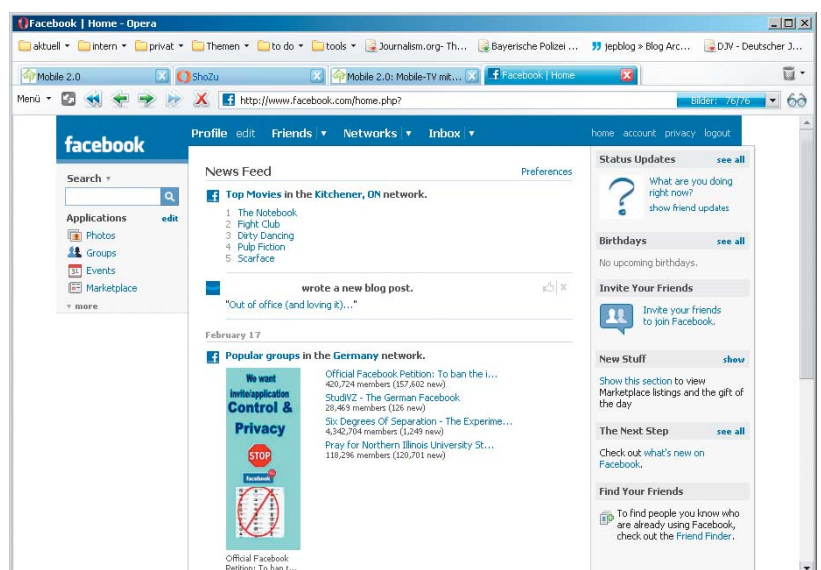 Facebook | Home - Opera
aktuell intern privat Themen to do tools Journalism.org- Th... Bayerische Polizei ... jepblog » Blog Arc... DJV - Deutscher J...
Mobile 2.0 ShoZu Mobile 2.0: Mobile-TV mit... Facebook | Home
Menü http://www.facebook.com/home.php? Bilder: 76/76
facebook
Profile edit Friends Networks Inbox home account privacy logout
Search
Applications edit
Photos
Groups
31 Events
Marketplace
more
News Feed Preferences
Top Movies in the Kitchener, ON network.
1 The Notebook
2 Fight Club
3 Dirty Dancing
4 Pulp Fiction
5 Scarface
wrote a new blog post.
"Out of office (and loving it)..."
February 17
Popular groups in the Germany network.
We want
Invite/application
Control &
Privacy
STOP
facebook
Official Facebook
Petition: To ban t...
Official Facebook Petition: To ban the i...
420,724 members (157,602 new)
StudiVZ - The German Facebook
28,469 members (126 new)
Six Degrees Of Separation - The Experime...
4,342,704 members (1,249 new)
Pray for Northern Illinois University St...
118,296 members (120,701 new)
Status Updates see all
What are you doing
right now?
show friend updates
Birthdays see all
No upcoming birthdays.
Invite Your Friends
Invite your friends
to join Facebook.
New Stuff show
Show this section to view
Marketplace listings and the gift of
the day
The Next Step see all
Check out what's new on
Facebook.
Find Your Friends
To find people you know who
are already using Facebook,
check out the Friend Finder.